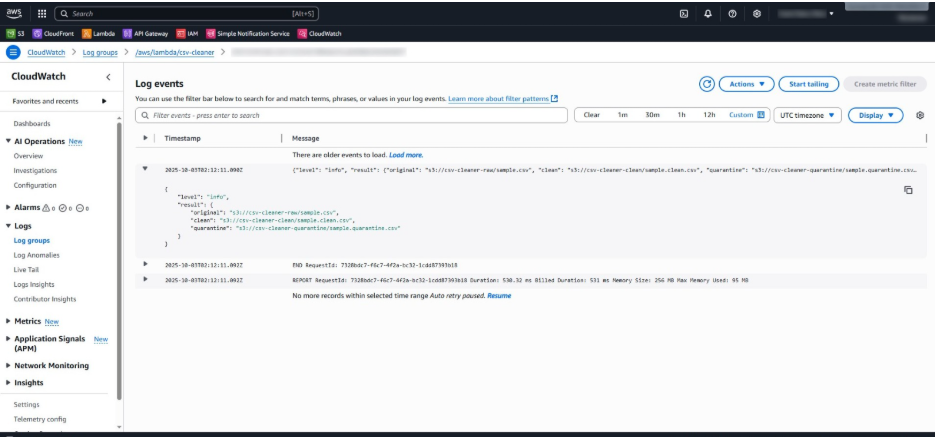 aws
Search [Alt+S]
S3 CloudFront Lambda API Gateway IAM Simple Notification Service CloudWatch
CloudWatch > Log groups > /aws/lambda/csv-cleaner >
CloudWatch
Favorites and recents
Dashboards
AI Operations New
Overview
Investigations
Configuration
Alarms 0 0 0
Logs
Log groups
Log Anomalies
Live Tail
Logs Insights
Contributor Insights
Metrics New
Application Signals New
(APM)
Network Monitoring
Insights
Settings
Telemetry config
Log events
Actions Start tailing Create metric filter
You can use the filter bar below to search for and match terms, phrases, or values in your log events. Learn more about filter patterns
Filter events - press enter to search
Clear 1m 30m 1h 12h Custom UTC timezone Display
Timestamp Message
There are older events to load. Load more.
2025-10-03T02:12:11.090Z {"level": "info", "result": {"original": "s3://csv-cleaner-raw/sample.csv", "clean": "s3://csv-cleaner-clean/sample.clean.csv", "quarantine": "s3://csv-cleaner-quarantine/sample.quarantine.csv…
{
"level": "info",
"result": {
"original": "s3://csv-cleaner-raw/sample.csv",
"clean": "s3://csv-cleaner-clean/sample.clean.csv",
"quarantine": "s3://csv-cleaner-quarantine/sample.quarantine.csv"
}
}
2025-10-03T02:12:11.092Z END RequestId: 7328bdc7-f6c7-4f2a-bc32-1cdd87393b18
2025-10-03T02:12:11.092Z REPORT RequestId: 7328bdc7-f6c7-4f2a-bc32-1cdd87393b18 Duration: 530.32 ms Billed Duration: 531 ms Memory Size: 256 MB Max Memory Used: 95 MB
No more records within selected time range Auto retry paused. Resume